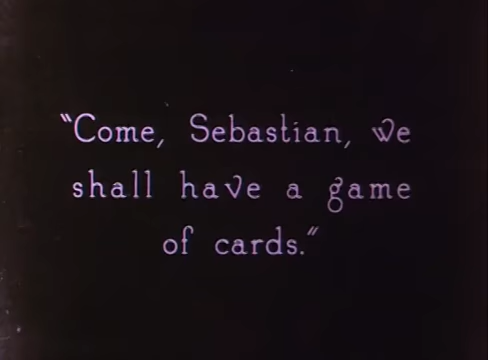 “Come, Sebastian, we
shall have a game
of cards.”